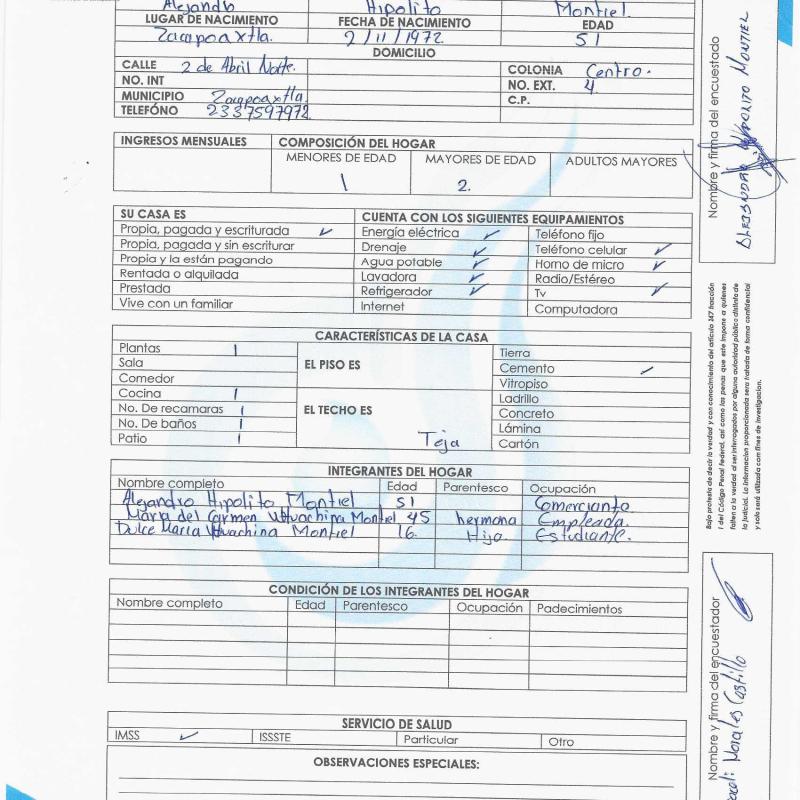 Alejandro Hipolito Montiel
LUGAR DE NACIMIENTO FECHA DE NACIMIENTO EDAD
Zacapoaxtla. 2/11/1972 51
DOMICILIO
CALLE 2 de Abril Norte. COLONIA Centro.
NO. INT NO. EXT. 4
MUNICIPIO Zacapoaxtla. C.P.
TELEFÓNO 2337597972
INGRESOS MENSUALES COMPOSICIÓN DEL HOGAR
MENORES DE EDAD MAYORES DE EDAD ADULTOS MAYORES
1 2.
SU CASA ES CUENTA CON LOS SIGUIENTES EQUIPAMIENTOS
Propia, pagada y escriturada ✓ Energía eléctrica ✓ Teléfono fijo
Propia, pagada y sin escriturar Drenaje ✓ Teléfono celular ✓
Propia y la están pagando Agua potable ✓ Horno de micro ✓
Rentada o alquilada Lavadora ✓ Radio/Estéreo
Prestada Refrigerador ✓ Tv ✓
Vive con un familiar Internet Computadora
CARACTERÍSTICAS DE LA CASA
Plantas 1 EL PISO ES Tierra
Sala Cemento ✓
Comedor Vitropiso
Cocina 1 EL TECHO ES Ladrillo
No. De recamaras 1 Concreto
No. De baños 1 Lámina
Patio 1 Teja Cartón
INTEGRANTES DEL HOGAR
Nombre completo Edad Parentesco Ocupación
Alejandro Hipolito Montiel 51 Comerciante
Maria del Carmen Montiel 45 hermana Empleada.
Dulce Maria Montiel 16. Hija Estudiante.
CONDICIÓN DE LOS INTEGRANTES DEL HOGAR
Nombre completo Edad Parentesco Ocupación Padecimientos
SERVICIO DE SALUD
IMSS ✓ ISSSTE Particular Otro
OBSERVACIONES ESPECIALES:
Nombre y firma del encuestado
ALEJANDRO HIPOLITO MONTIEL
Bajo protesta de decir la verdad y con conocimiento del artículo 247 fracción
I del Código Penal Federal, así como las penas que este impone a quienes
falten a la verdad al ser interrogados por alguna autoridad pública distinta de
la judicial. La información proporcionada sera tratada de forma confidencial
y solo será utilizada con fines de investigacion.
Nombre y firma del encuestador
Morales Castillo